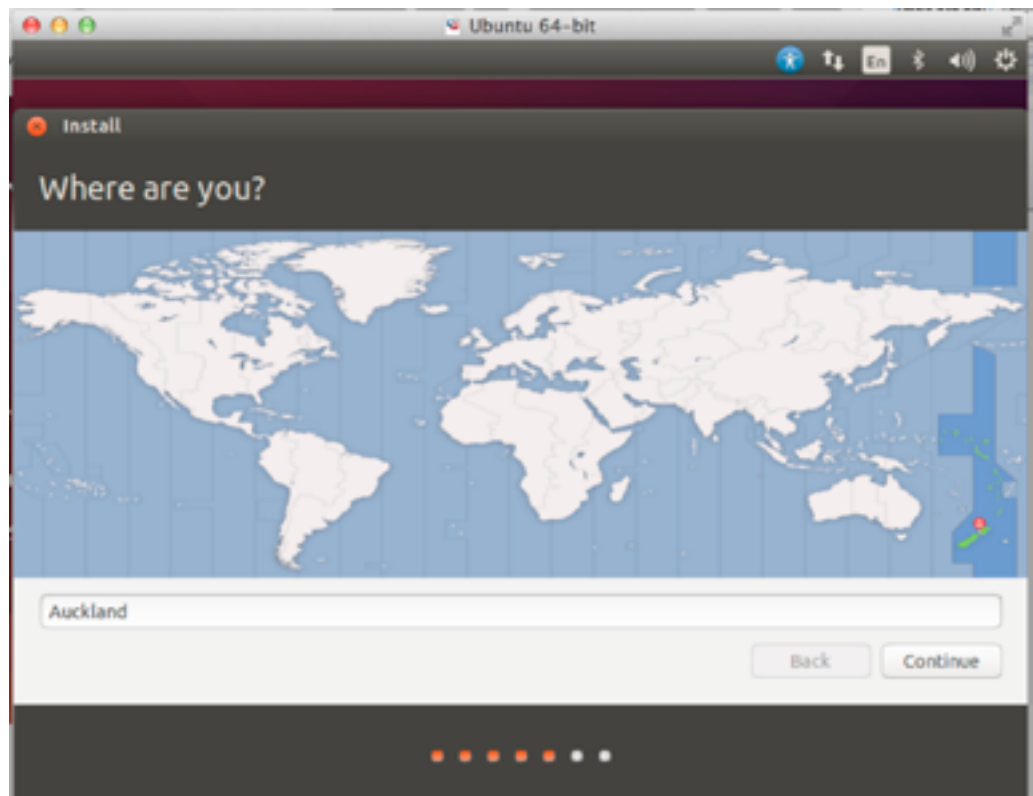 Ubuntu 64-bit
En
Install
Where are you?
Auckland
Back
Continue